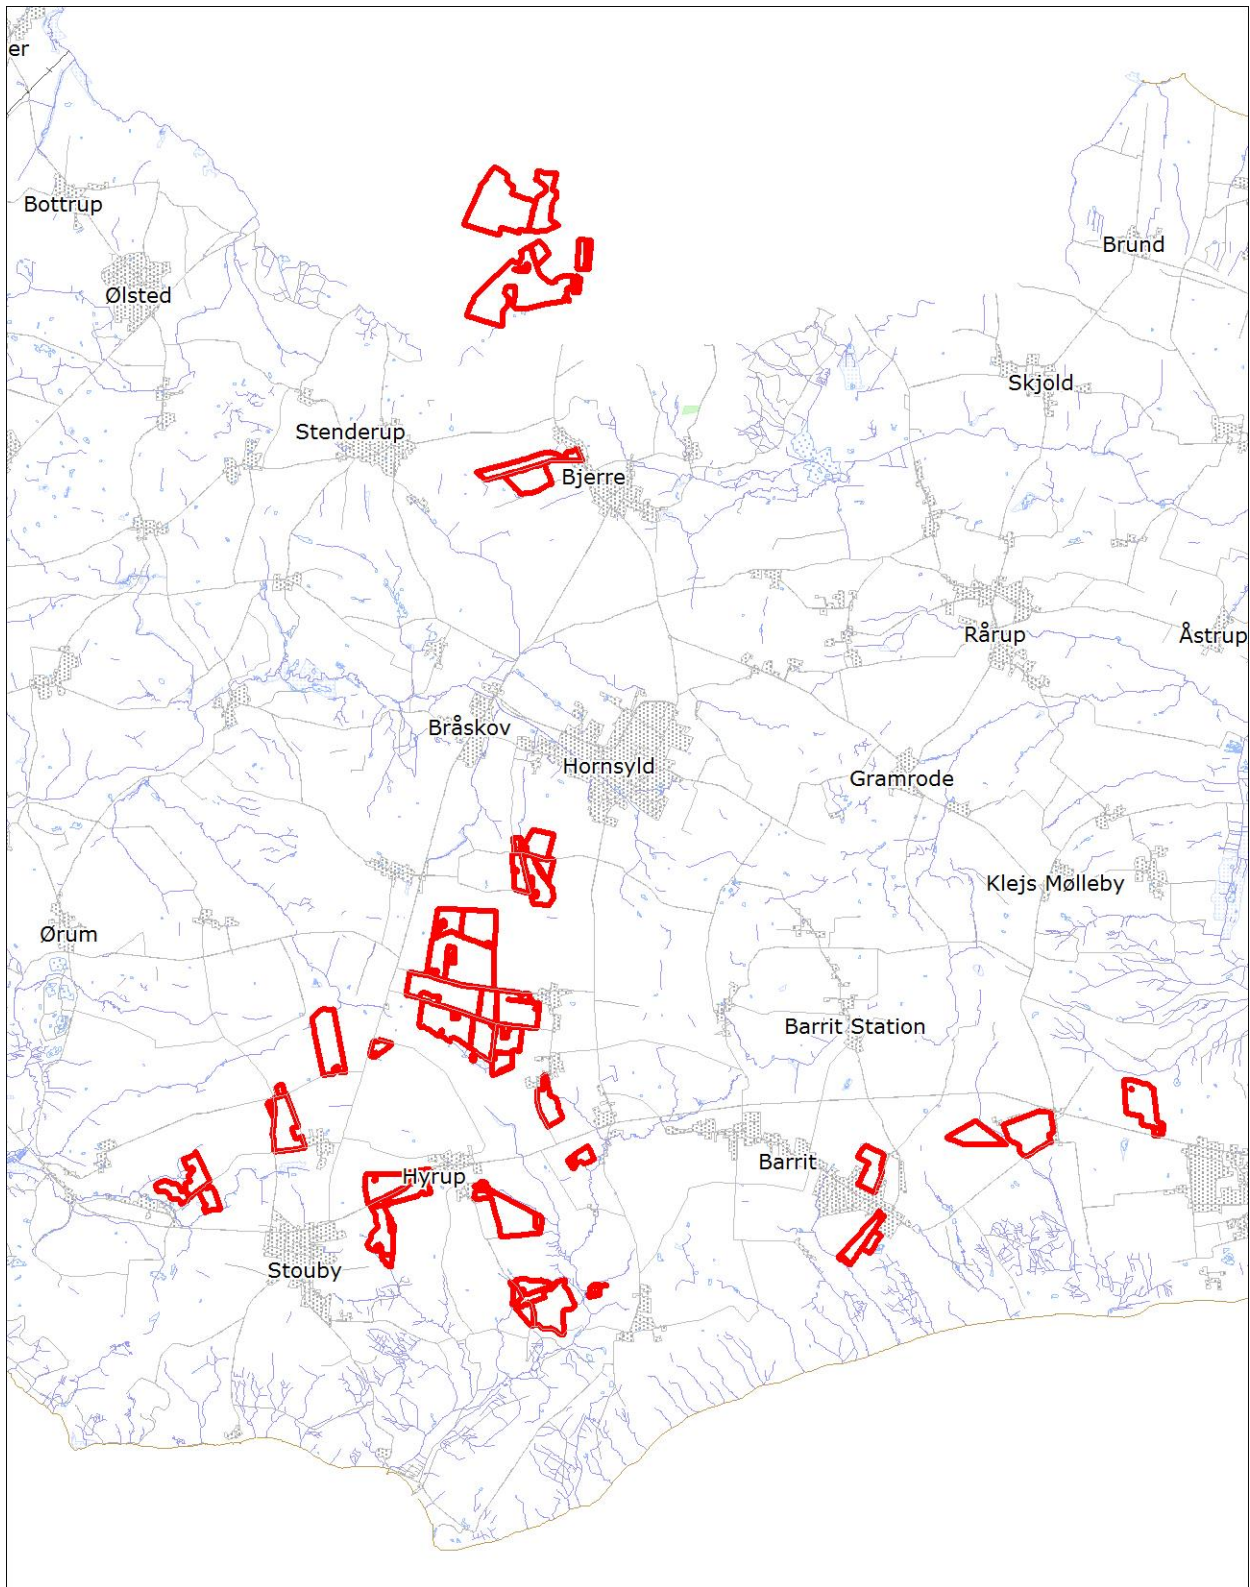 er
Bottrup
Brund
Ølsted
Skjold
Stenderup
Bjerre
Rårup
Åstrup
Bråskov
Hornsyld
Gramrode
Klejs Mølleby
Ørum
Barrit Station
Barrit
Hyrup
Stouby